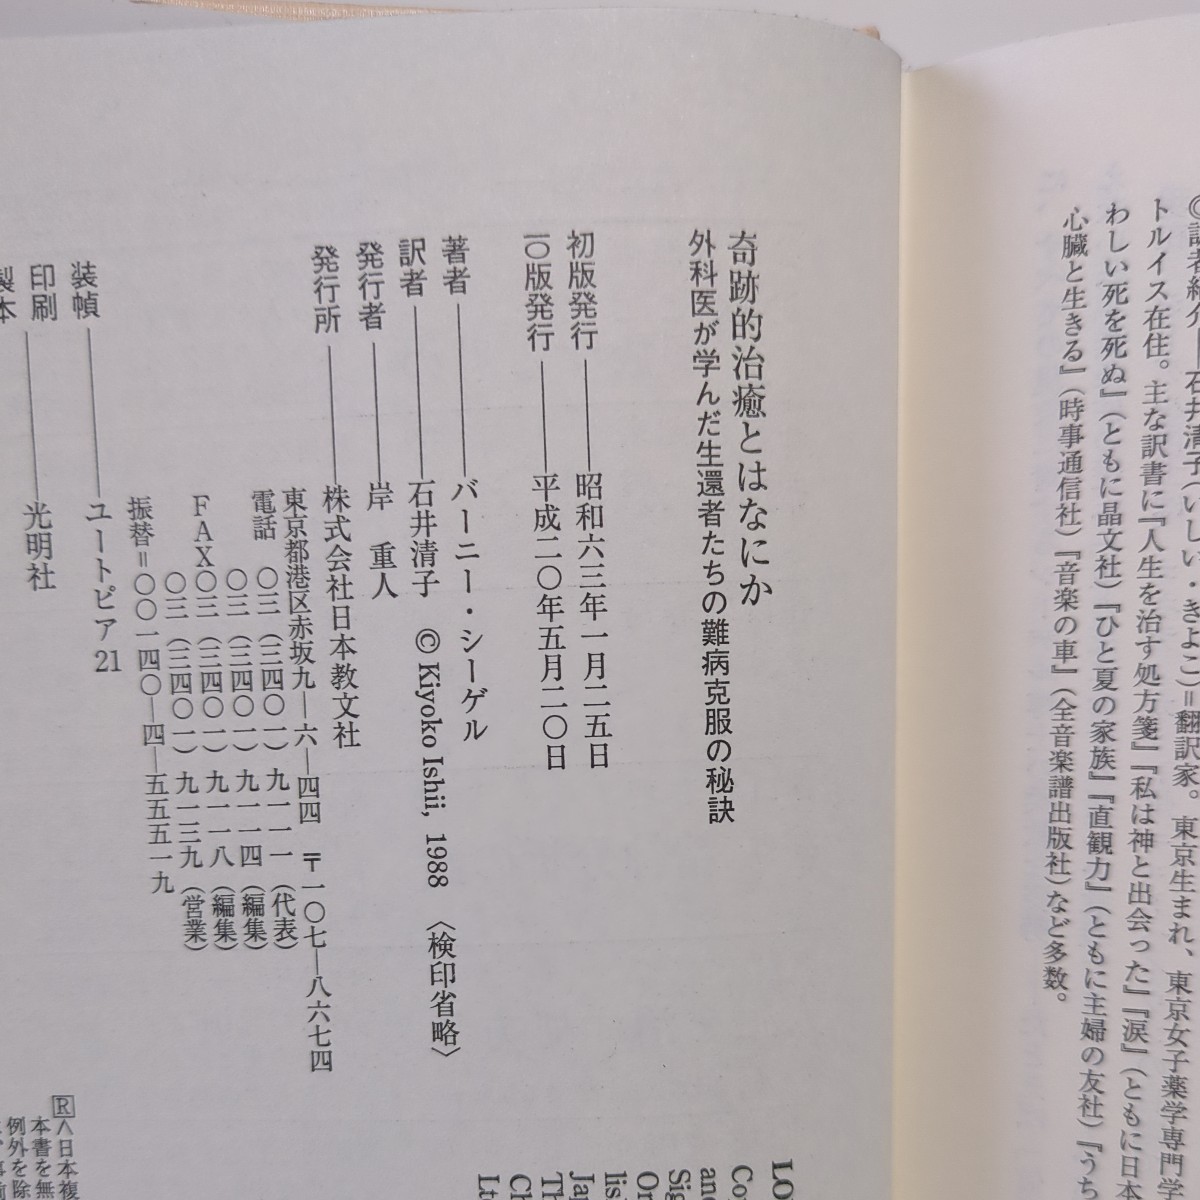 ©訳者紹介―石井清子(いしい・きよこ)=翻訳家。東京生まれ、東京女子薬学専門学
トルイス在住。主な訳書に『人生を治す処方箋』『私は神と出会った』『涙』(ともに日本
わしい死を死ぬ』(ともに晶文社)『ひと夏の家族』『直観力』(ともに主婦の友社)『うち
心臓と生きる』(時事通信社)『音楽の車』(全音楽譜出版社)など多数。
奇跡的治癒とはなにか
外科医が学んだ生還者たちの難病克服の秘訣
初版発行――昭和六三年一月二五日
一〇版発行――平成二〇年五月二〇日
著者――バーニー・シーゲル
訳者――石井清子 © Kiyoko Ishii, 1988 〈検印省略〉
発行者――岸 重人
発行所――株式会社日本教文社
東京都港区赤坂九―六―四四 〒一〇七―八六七四
電話 〇三(三四〇一)九一一一(代表)
〇三(三四〇一)九一一四(編集)
FAX〇三(三四〇一)九一一八(編集)
〇三(三四〇一)九一三九(営業)
振替=〇〇一四〇―四―五五五一九
装幀――ユートピア21
印刷
製本――光明社
LO
Co
and
Sig
On
list
Jap
Th
Ch
Lt
R〈日本複
本書を無
例外を除